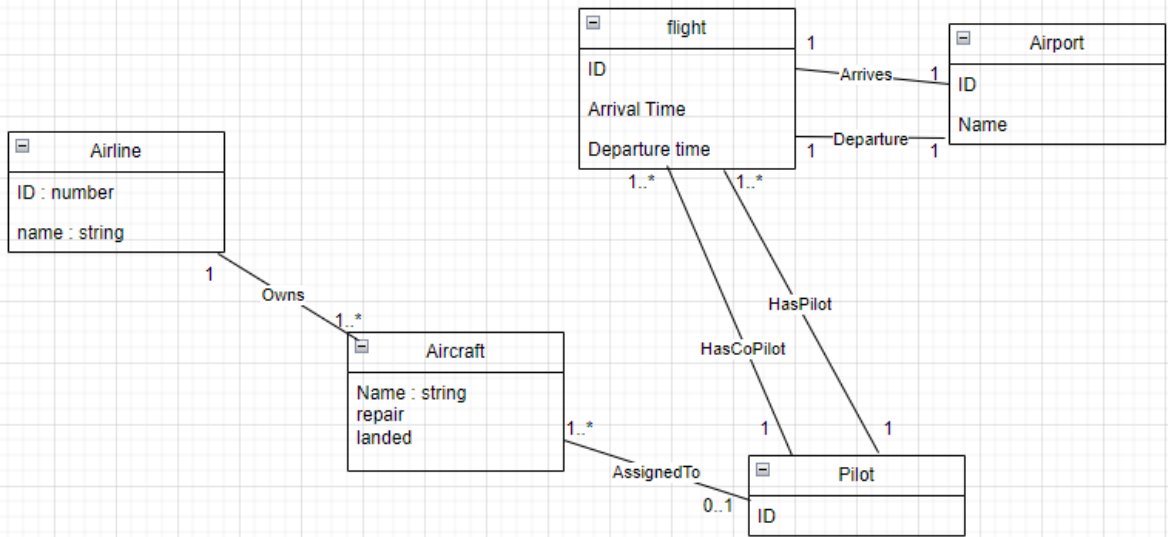 flight
ID
Arrival Time
Departure time
1
Arrives
1
Airport
ID
Name
1
Departure
1
Airline
ID : number
name : string
1
Owns
1..*
1..*
1..*
HasPilot
HasCoPilot
Aircraft
Name : string
repair
landed
1..*
AssignedTo
0..1
1
1
Pilot
ID